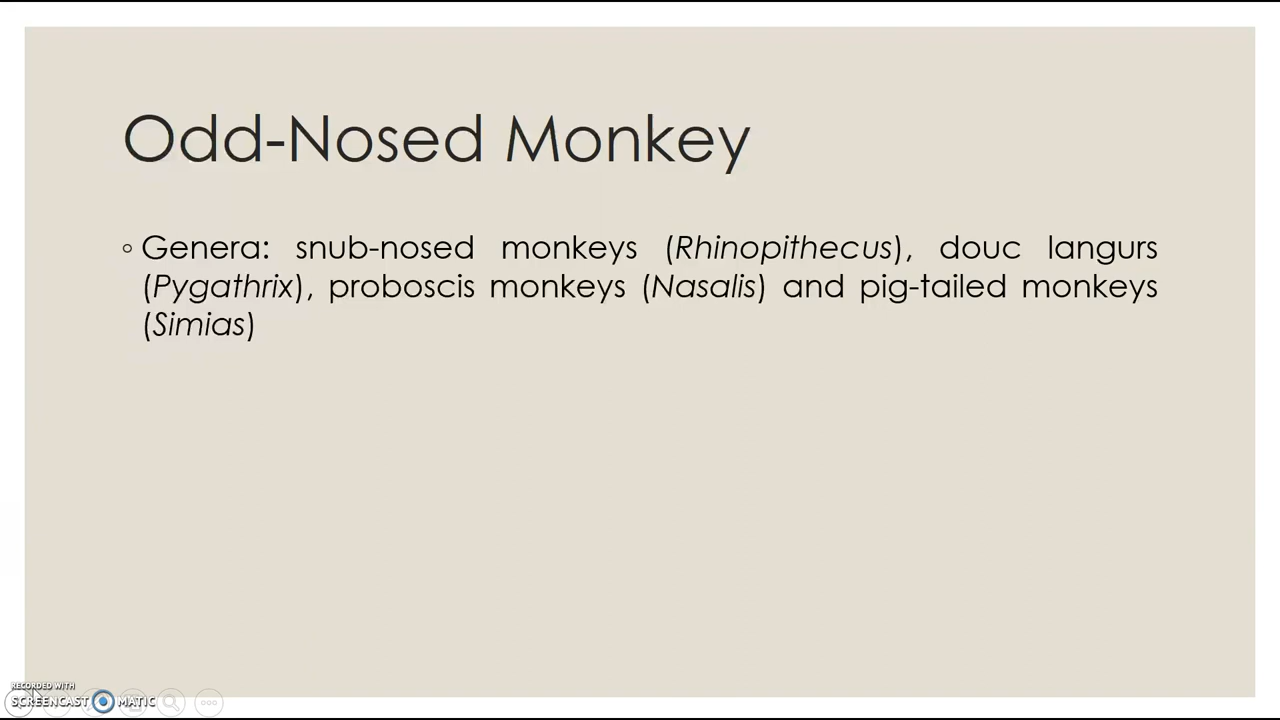 Odd-Nosed Monkey
◦ Genera: snub-nosed monkeys (Rhinopithecus), douc langurs
(Pygathrix), proboscis monkeys (Nasalis) and pig-tailed monkeys
(Simias)
RECORDED WITH
SCREENCAST MATIC